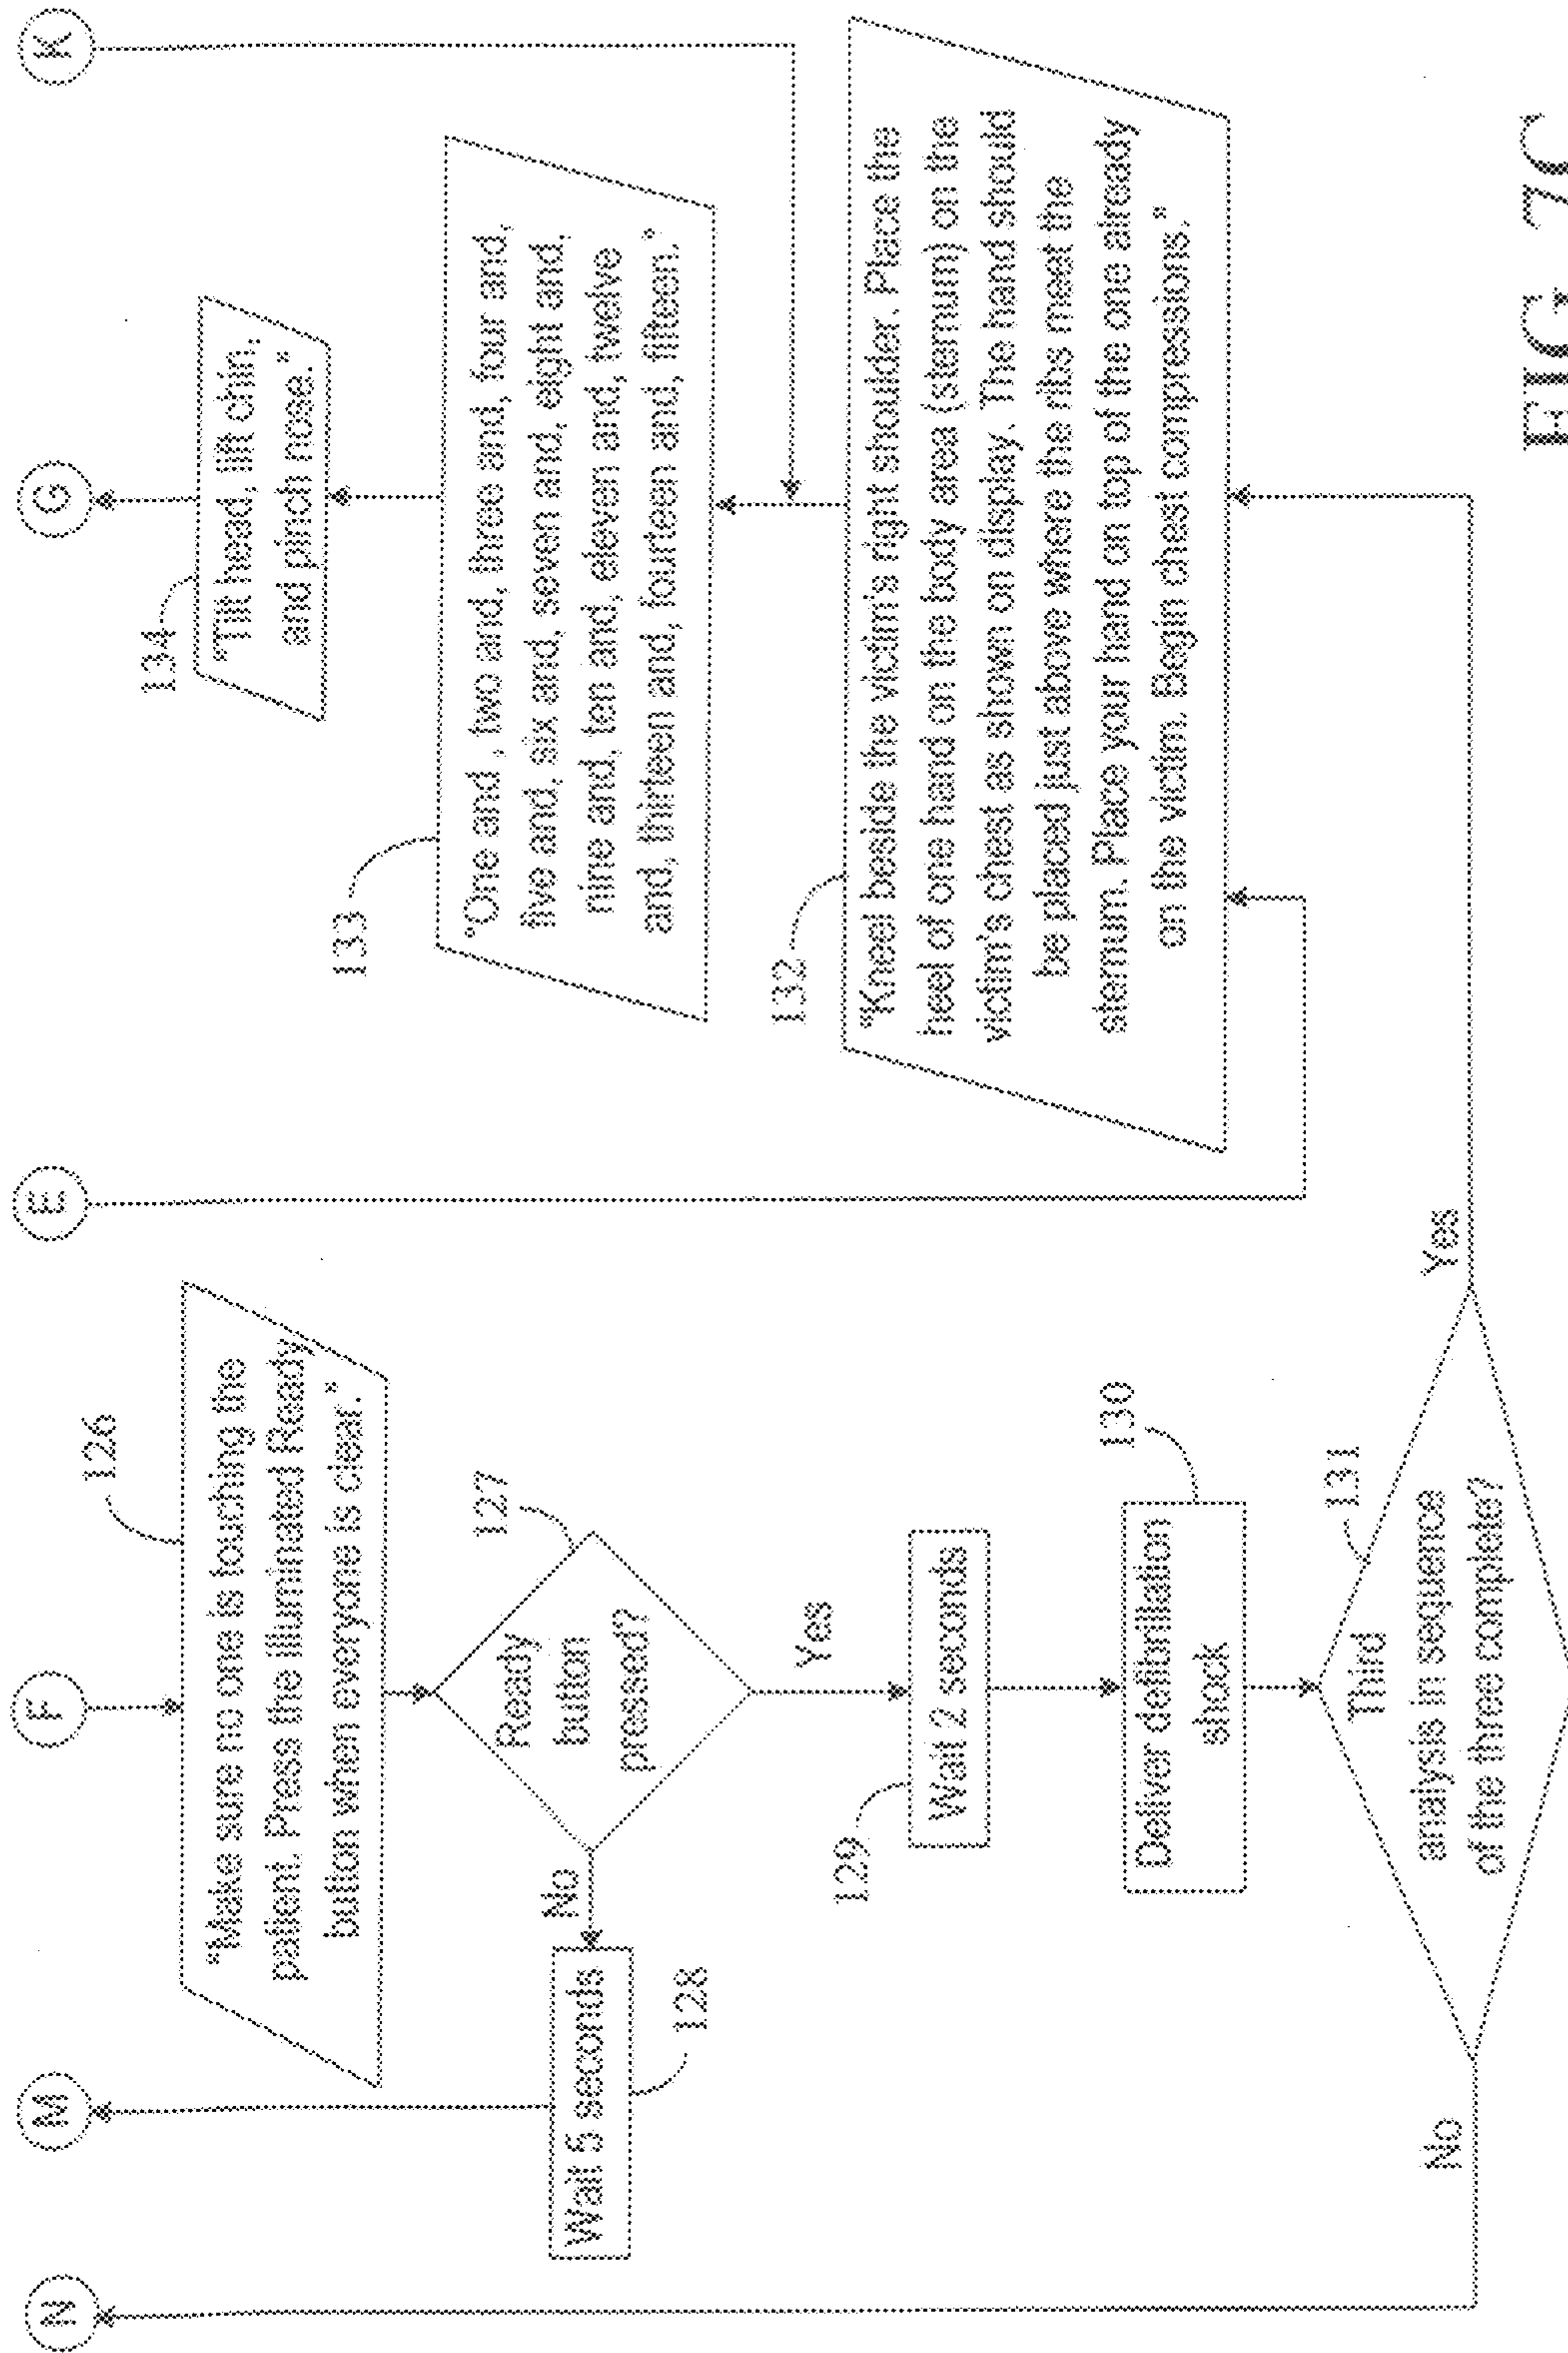 N
M
F
E
G
K
126
"Make sure no one is touching the
patient. Press the illuminated Ready
button when everyone is clear."
127
Ready
button
pressed?
No
Wait 5 seconds
128
Yes
129
Wait 2 seconds
130
Deliver defibrillation
shock
131
Third
analysis in sequence
of the three complete?
No
Yes
134
"Tilt head, lift chin,
and pinch nose."
133
"One and , two and, three and, four and,
five and, six and, seven and, eight and,
nine and, ten and, eleven and, twelve
and, thirteen and, fourteen and, fifteen."
132
"Kneel beside the victim's right shoulder. Place the
heel of one hand on the body area (sternum) on the
victim's chest as shown on display. The hand should
be placed just above where the ribs meet the
sternum. Place your hand on top of the one already
on the victim. Begin chest compressions."
FIG. 7C